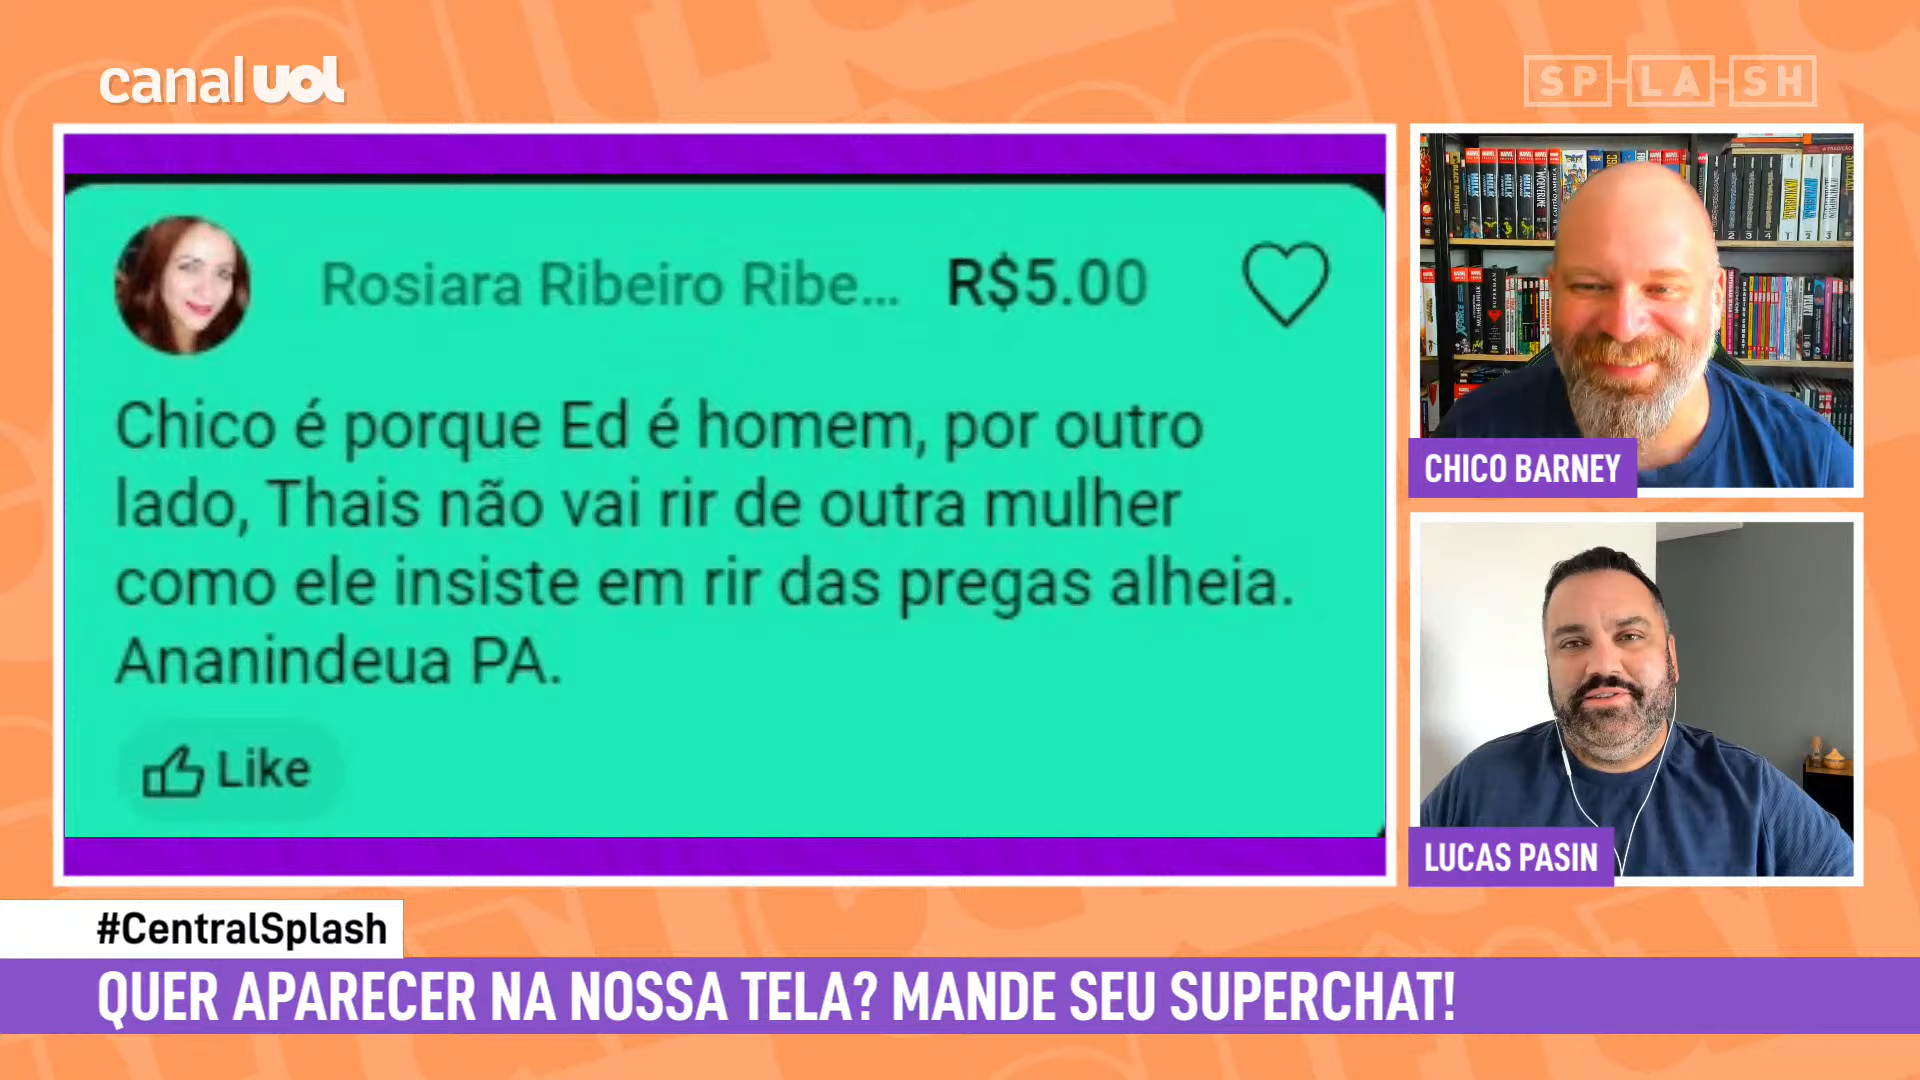 canal uol
SPLASH
Rosiara Ribeiro Ribe... R$5.00
Chico é porque Ed é homem, por outro
lado, Thais não vai rir de outra mulher
como ele insiste em rir das pregas alheia.
Ananindeua PA.
Like
CHICO BARNEY
LUCAS PASIN
#CentralSplash
QUER APARECER NA NOSSA TELA? MANDE SEU SUPERCHAT!